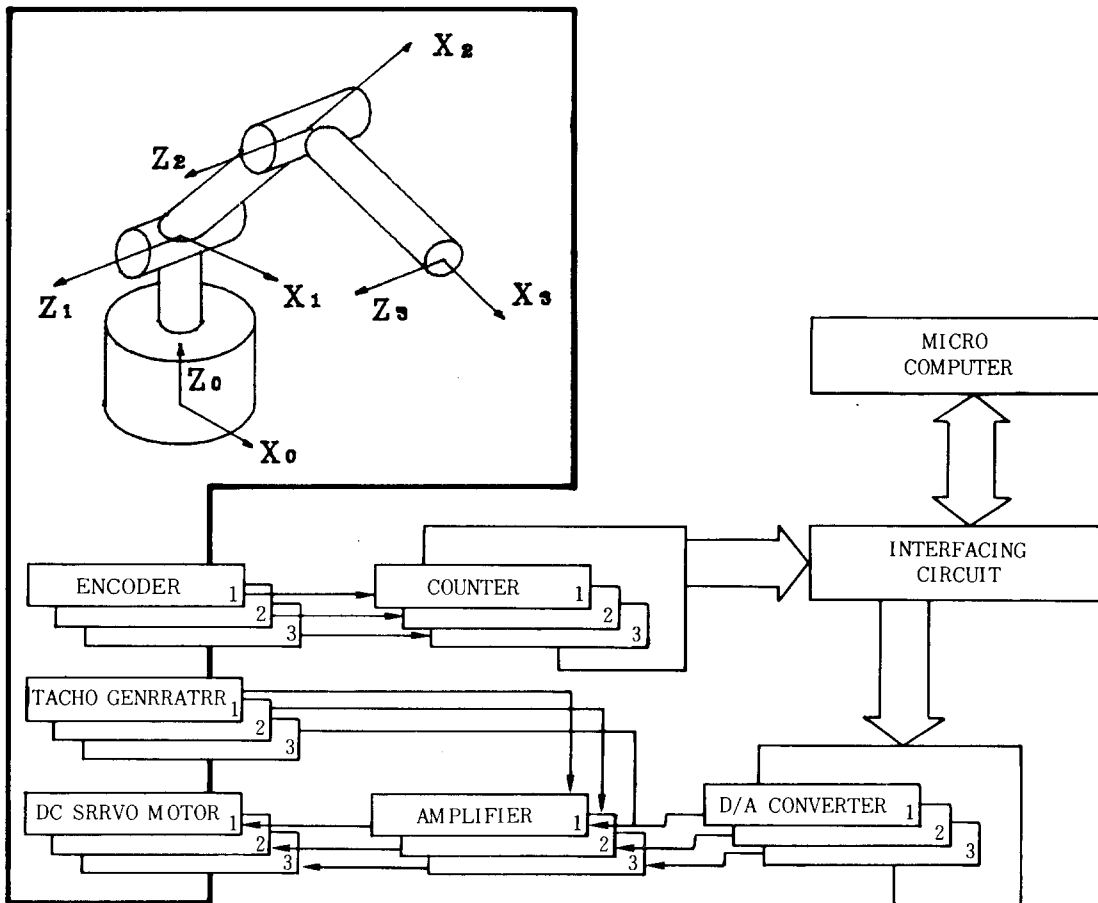 X₂
Z₂
Z₁
X₁
Z₃
X₃
Z₀
X₀
MICRO
COMPUTER
INTERFACING
CIRCUIT
ENCODER 1
2
3
COUNTER 1
2
3
TACHO GENRRATRR 1
2
3
DC SRRVO MOTOR 1
2
3
AMPLIFIER 1
2
3
D/A CONVERTER 1
2
3